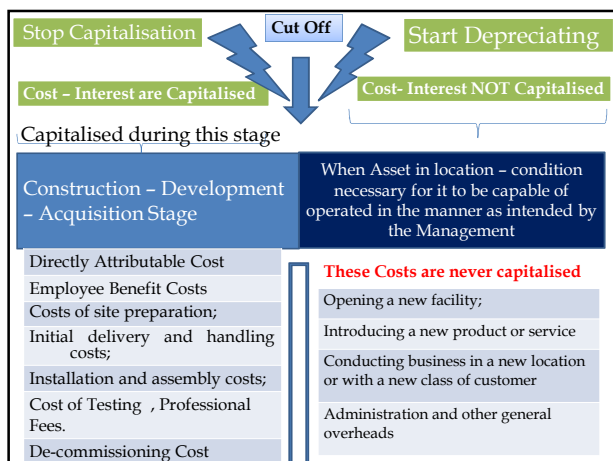 Stop Capitalisation
Cut Off
Start Depreciating
Cost – Interest are Capitalised
Cost- Interest NOT Capitalised
Capitalised during this stage
Construction – Development
– Acquisition Stage
When Asset in location – condition
necessary for it to be capable of
operated in the manner as intended by
the Management
Directly Attributable Cost
Employee Benefit Costs
Costs of site preparation;
Initial delivery and handling
costs;
Installation and assembly costs;
Cost of Testing , Professional
Fees.
De-commissioning Cost
These Costs are never capitalised
Opening a new facility;
Introducing a new product or service
Conducting business in a new location
or with a new class of customer
Administration and other general
overheads